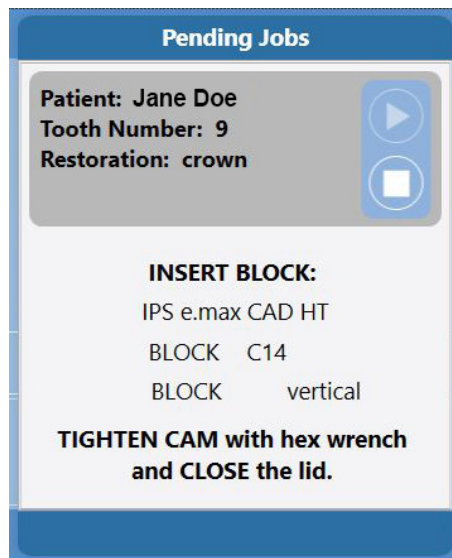 Pending Jobs
Patient: Jane Doe
Tooth Number: 9
Restoration: crown
INSERT BLOCK:
IPS e.max CAD HT
BLOCK C14
BLOCK vertical
TIGHTEN CAM with hex wrench
and CLOSE the lid.